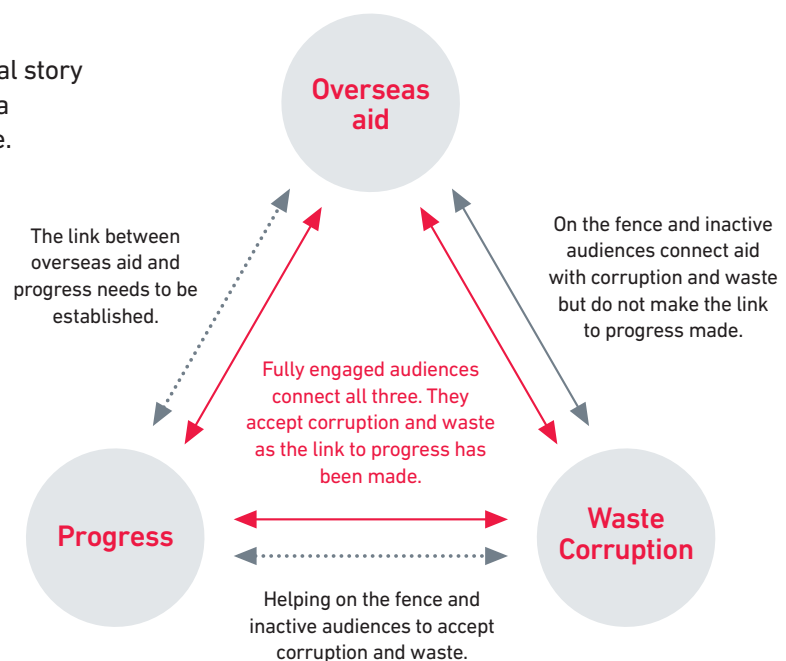 al story
a
e.
Overseas
aid
The link between
overseas aid and
progress needs to be
established.
On the fence and inactive
audiences connect aid
with corruption and waste
but do not make the link
to progress made.
Fully engaged audiences
connect all three. They
accept corruption and waste
as the link to progress has
been made.
Progress
Waste
Corruption
Helping on the fence and
inactive audiences to accept
corruption and waste.